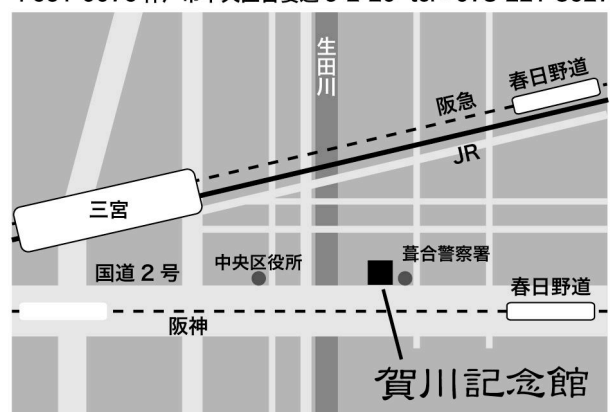 生田川
春日野道
阪急
JR
三宮
国道２号
中央区役所
葺合警察署
春日野道
阪神
賀川記念館